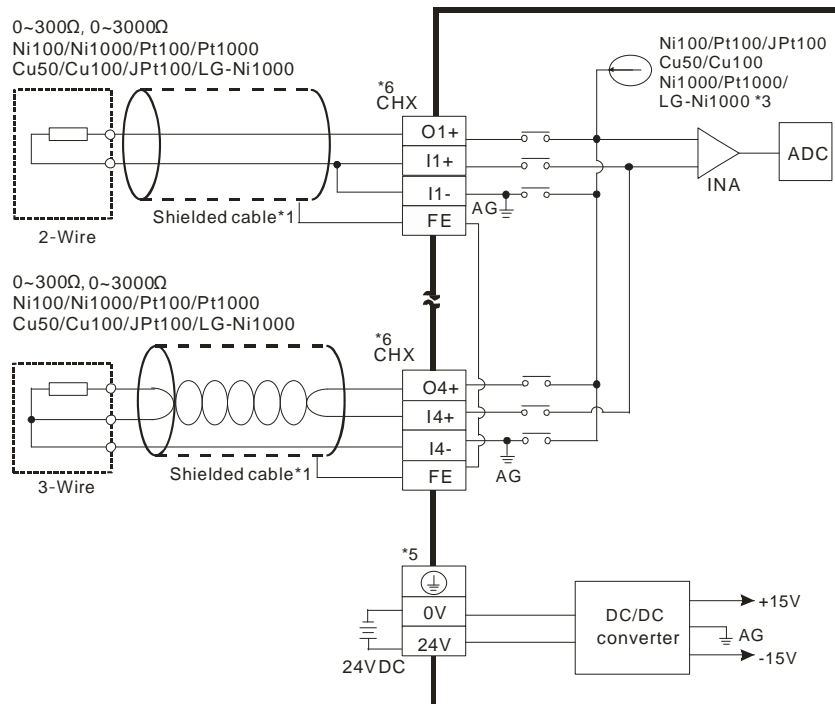 0~300Ω, 0~3000Ω
Ni100/Ni1000/Pt100/Pt1000
Cu50/Cu100/JPt100/LG-Ni1000
2-Wire
Shielded cable*1
*6
CHX
O1+
I1+
I1-
FE
AG
Ni100/Pt100/JPt100
Cu50/Cu100
Ni1000/Pt1000/
LG-Ni1000 *3
INA
ADC
0~300Ω, 0~3000Ω
Ni100/Ni1000/Pt100/Pt1000
Cu50/Cu100/JPt100/LG-Ni1000
3-Wire
Shielded cable*1
*6
CHX
O4+
I4+
I4-
FE
AG
*5
0V
24V
24VDC
DC/DC
converter
+15V
AG
-15V